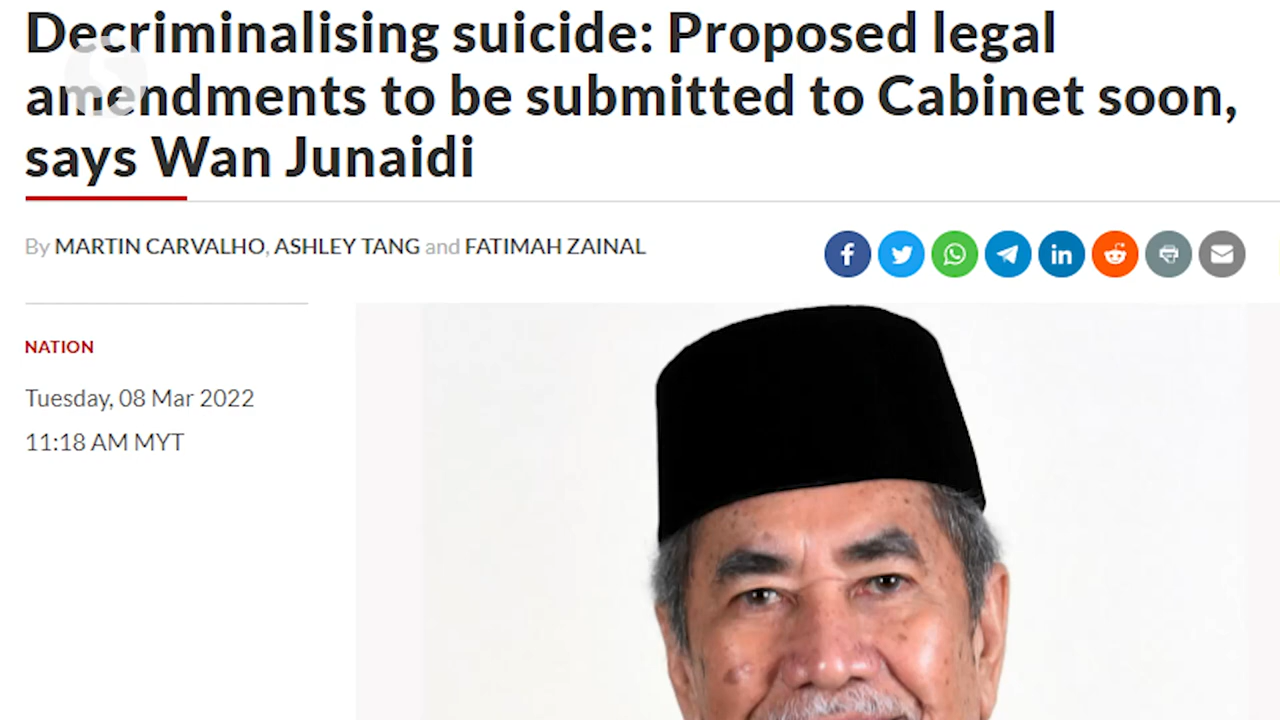 Decriminalising suicide: Proposed legal
amendments to be submitted to Cabinet soon,
says Wan Junaidi
By MARTIN CARVALHO, ASHLEY TANG and FATIMAH ZAINAL
NATION
Tuesday, 08 Mar 2022
11:18 AM MYT